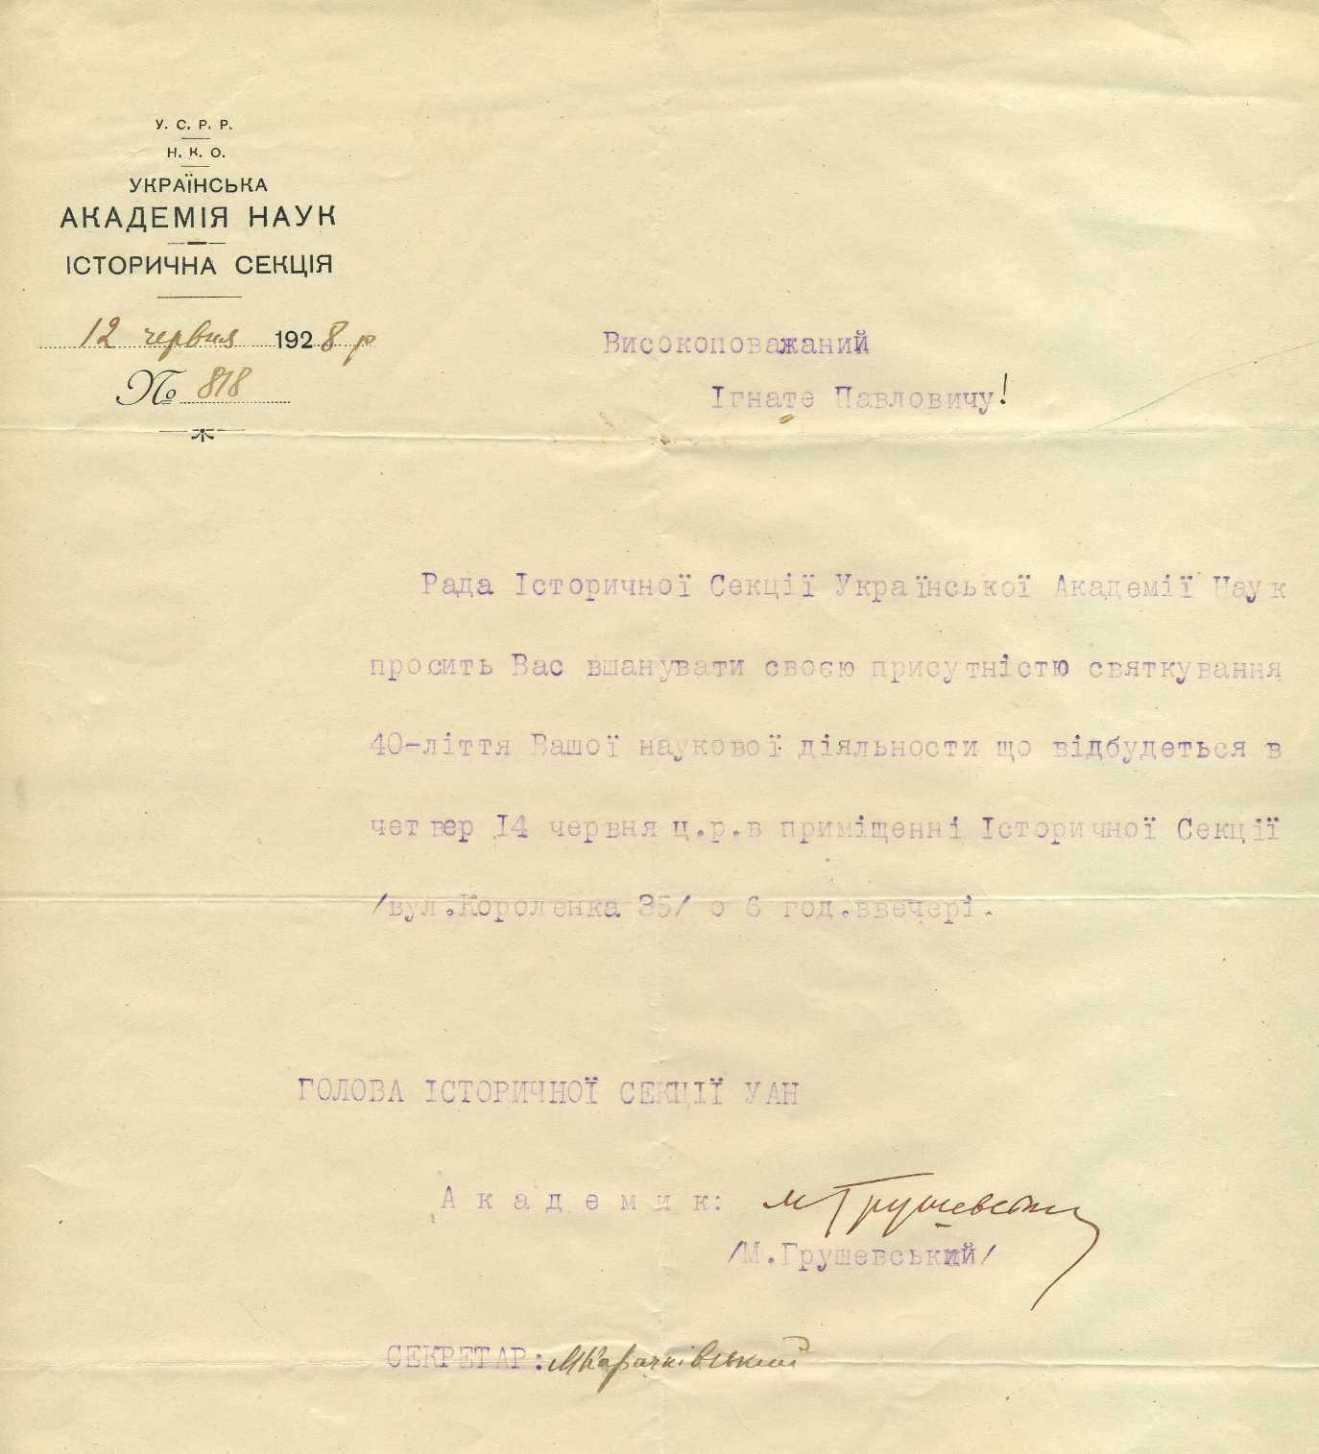 У. С. Р. Р.
Н. К. О.
УКРАЇНСЬКА
АКАДЕМІЯ НАУК
ІСТОРИЧНА СЕКЦІЯ
12 червня 1928 р
№ 818
Високоповажаний
Ігнате Павловичу!
Рада Історичної Секції Української Академії Наук
просить Вас вшанувати своєю присутністю святкування
40-ліття Вашої наукової діяльности що відбудеться в
четвер 14 червня ц.р.в приміщенні Історичної Секції
/вул.Короленка 35/ о 6 год.ввечері.
ГОЛОВА ІСТОРИЧНОЇ СЕКЦІЇ УАН
Академик: М Грушевський
/М.Грушевський/
СЕКРЕТАР: МКарачківський